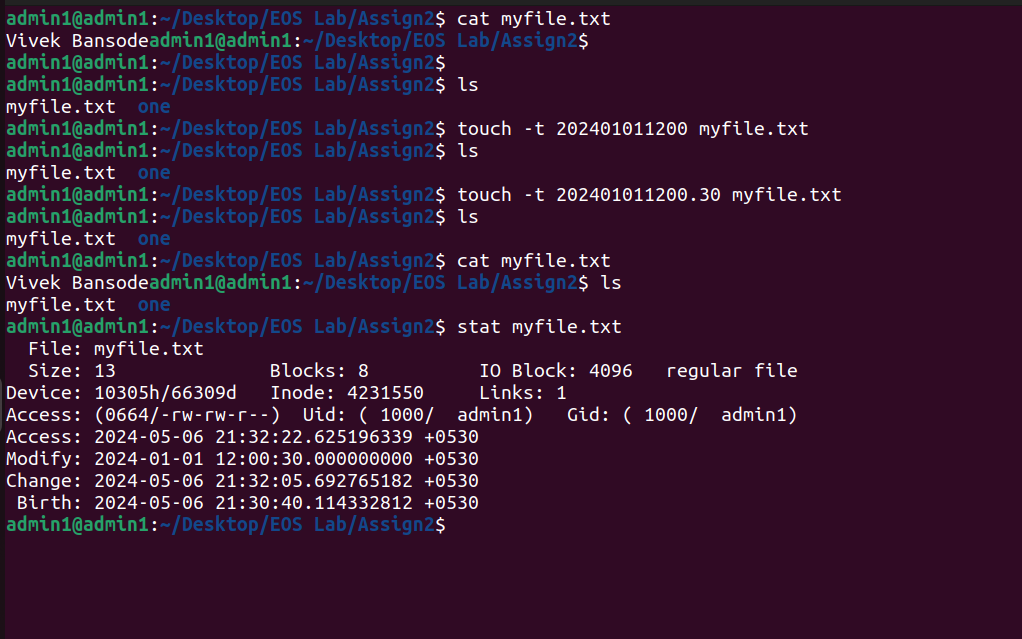 admin1@admin1:~/Desktop/EOS Lab/Assign2$ cat myfile.txt
Vivek Bansodeadmin1@admin1:~/Desktop/EOS Lab/Assign2$
admin1@admin1:~/Desktop/EOS Lab/Assign2$
admin1@admin1:~/Desktop/EOS Lab/Assign2$ ls
myfile.txt  one
admin1@admin1:~/Desktop/EOS Lab/Assign2$ touch -t 202401011200 myfile.txt
admin1@admin1:~/Desktop/EOS Lab/Assign2$ ls
myfile.txt  one
admin1@admin1:~/Desktop/EOS Lab/Assign2$ touch -t 202401011200.30 myfile.txt
admin1@admin1:~/Desktop/EOS Lab/Assign2$ ls
myfile.txt  one
admin1@admin1:~/Desktop/EOS Lab/Assign2$ cat myfile.txt
Vivek Bansodeadmin1@admin1:~/Desktop/EOS Lab/Assign2$ ls
myfile.txt  one
admin1@admin1:~/Desktop/EOS Lab/Assign2$ stat myfile.txt
  File: myfile.txt
  Size: 13              Blocks: 8          IO Block: 4096   regular file
Device: 10305h/66309d   Inode: 4231550     Links: 1
Access: (0664/-rw-rw-r--)  Uid: ( 1000/  admin1)   Gid: ( 1000/  admin1)
Access: 2024-05-06 21:32:22.625196339 +0530
Modify: 2024-01-01 12:00:30.000000000 +0530
Change: 2024-05-06 21:32:05.692765182 +0530
 Birth: 2024-05-06 21:30:40.114332812 +0530
admin1@admin1:~/Desktop/EOS Lab/Assign2$